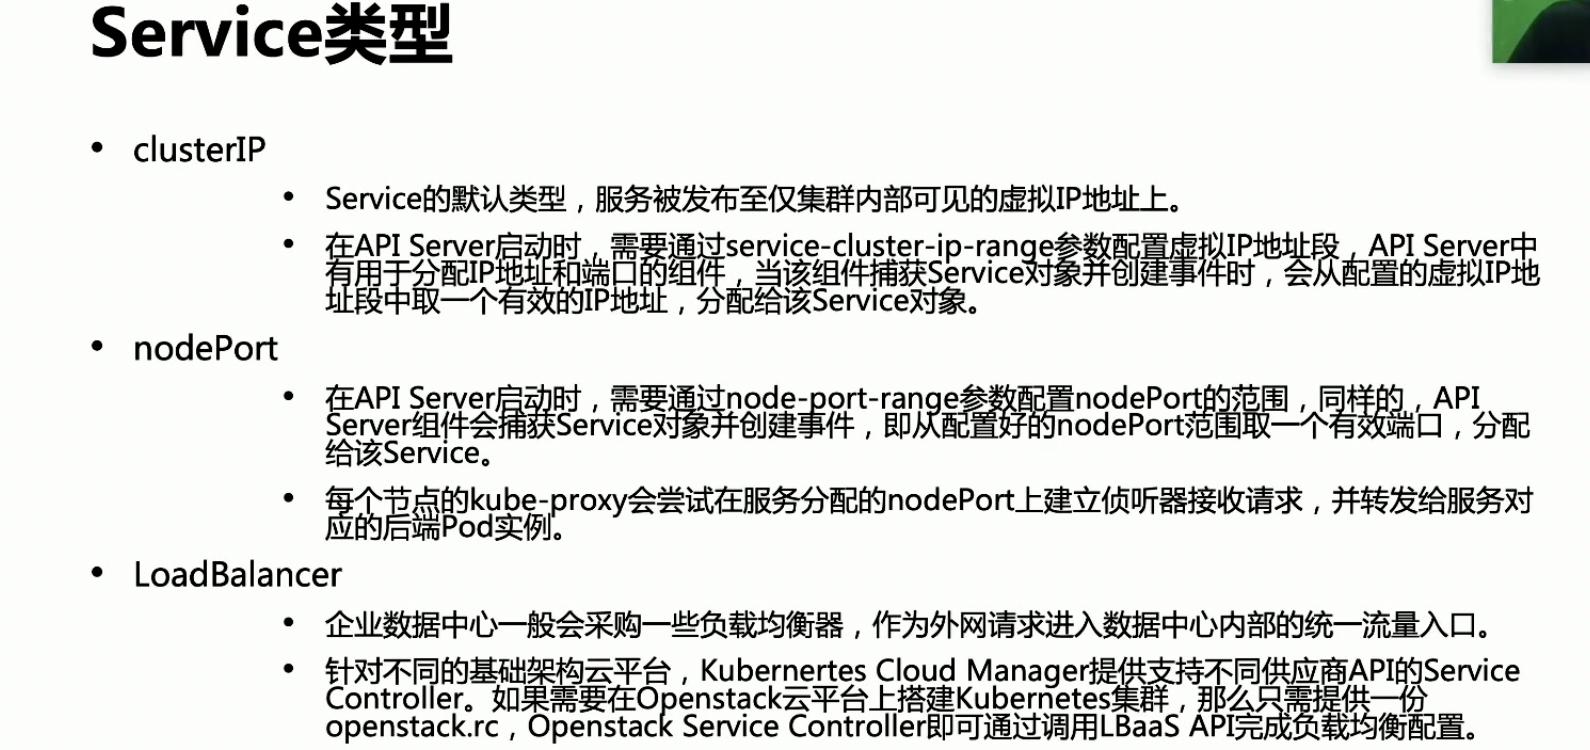 Service类型
• clusterIP
• Service的默认类型，服务被发布至仅集群内部可见的虚拟IP地址上。
• 在API Server启动时，需要通过service-cluster-ip-range参数配置虚拟IP地址段，API Server中
有用于分配IP地址和端口的组件，当该组件捕获Service对象并创建事件时，会从配置的虚拟IP地
址段中取一个有效的IP地址，分配给该Service对象。
• nodePort
• 在API Server启动时，需要通过node-port-range参数配置nodePort的范围，同样的，API
Server组件会捕获Service对象并创建事件，即从配置好的nodePort范围取一个有效端口，分配
给该Service。
• 每个节点的kube-proxy会尝试在服务分配的nodePort上建立侦听器接收请求，并转发给服务对
应的后端Pod实例。
• LoadBalancer
• 企业数据中心一般会采购一些负载均衡器，作为外网请求进入数据中心内部的统一流量入口。
• 针对不同的基础架构云平台，Kubernertes Cloud Manager提供支持不同供应商API的Service
Controller。如果需要在Openstack云平台上搭建Kubernetes集群，那么只需提供一份
openstack.rc，Openstack Service Controller即可通过调用LBaaS API完成负载均衡配置。